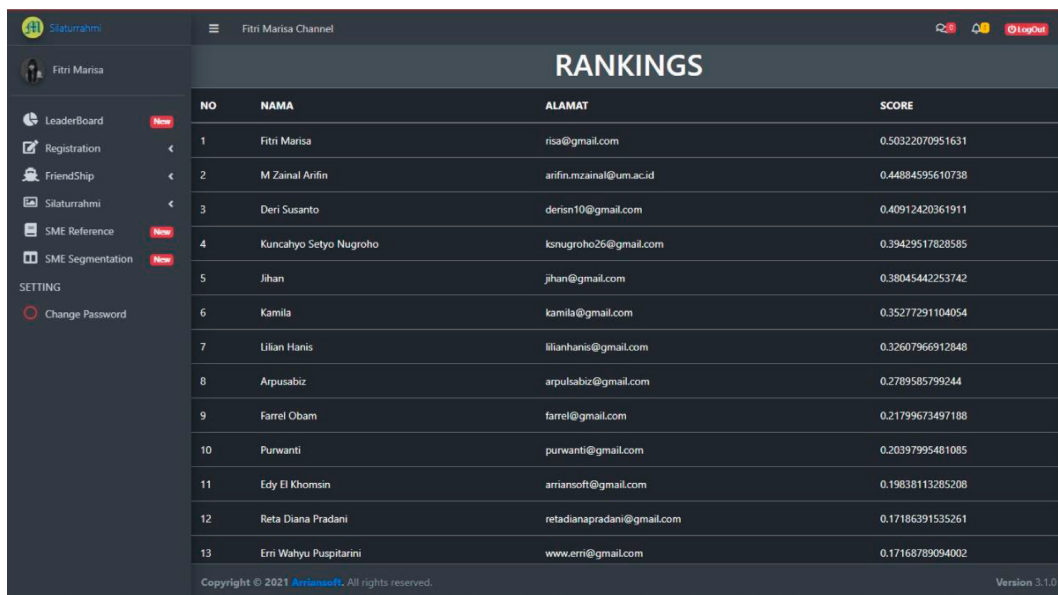 Silaturrahmi
Fitri Marisa Channel
0
LogOut
Fitri Marisa
LeaderBoard New
Registration
FriendShip
Silaturrahmi
SME Reference New
SME Segmentation New
SETTING
Change Password
RANKINGS
NO NAMA ALAMAT SCORE
1 Fitri Marisa risa@gmail.com 0.50322070951631
2 M Zainal Arifin arifin.mzainal@um.ac.id 0.44884595610738
3 Deri Susanto derisn10@gmail.com 0.40912420361911
4 Kuncahyo Setyo Nugroho ksnugroho26@gmail.com 0.39429517828585
5 Jihan jihan@gmail.com 0.38045442253742
6 Kamila kamila@gmail.com 0.35277291104054
7 Lilian Hanis lilianhanis@gmail.com 0.32607966912848
8 Arpusabiz arpulsabiz@gmail.com 0.2789585799244
9 Farrel Obam farrel@gmail.com 0.21799673497188
10 Purwanti purwanti@gmail.com 0.20397995481085
11 Edy El Khomsin arriansoft@gmail.com 0.19838113285208
12 Reta Diana Pradani retadianapradani@gmail.com 0.17186391535261
13 Erri Wahyu Puspitarini www.erri@gmail.com 0.17168789094002
Copyright © 2021 Arriansoft. All rights reserved. Version 3.1.0